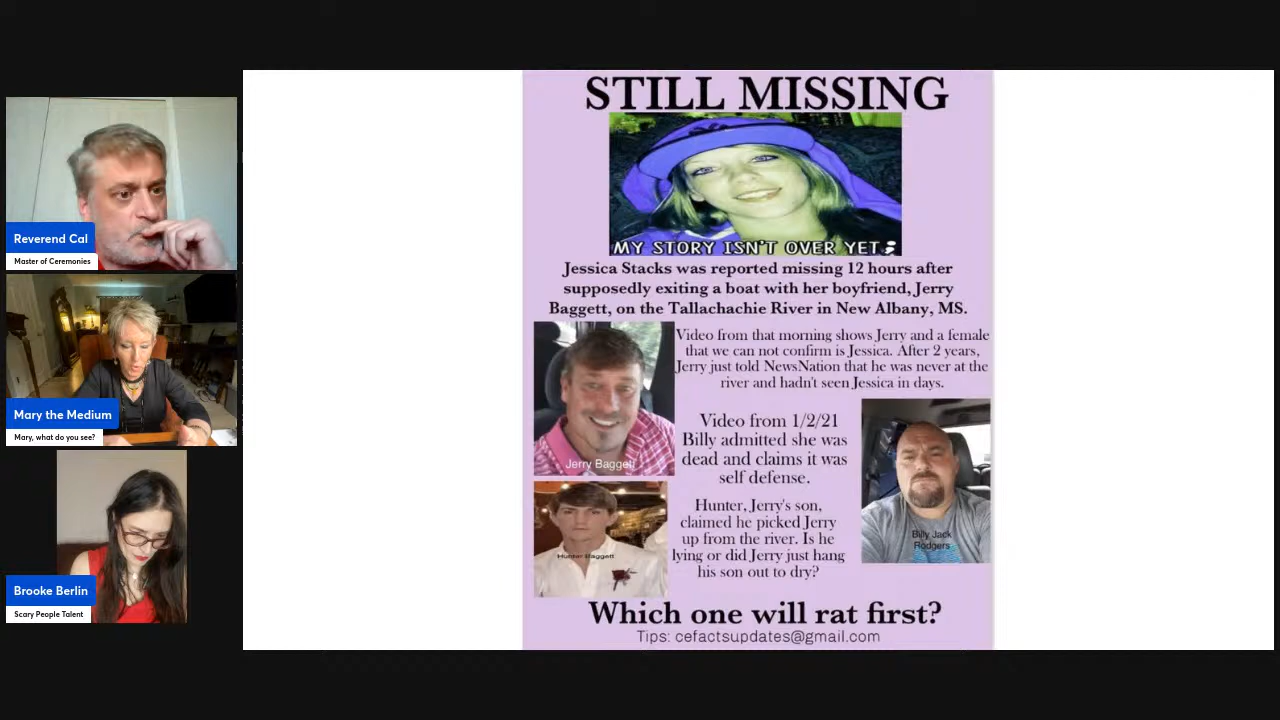 Reverend Cal
Master of Ceremonies
Mary the Medium
Mary, what do you see?
Brooke Berlin
Scary People Talent
STILL MISSING
MY STORY ISN'T OVER YET;
Jessica Stacks was reported missing 12 hours after
supposedly exiting a boat with her boyfriend, Jerry
Baggett, on the Tallachachie River in New Albany, MS.
Video from that morning shows Jerry and a female
that we can not confirm is Jessica. After 2 years,
Jerry just told NewsNation that he was never at the
river and hadn't seen Jessica in days.
Jerry Baggett
Video from 1/2/21
Billy admitted she was
dead and claims it was
self defense.
Billy Jack
Rodgers
Hunter Baggett
Hunter, Jerry's son,
claimed he picked Jerry
up from the river. Is he
lying or did Jerry just hang
his son out to dry?
Which one will rat first?
Tips: cefactsupdates@gmail.com